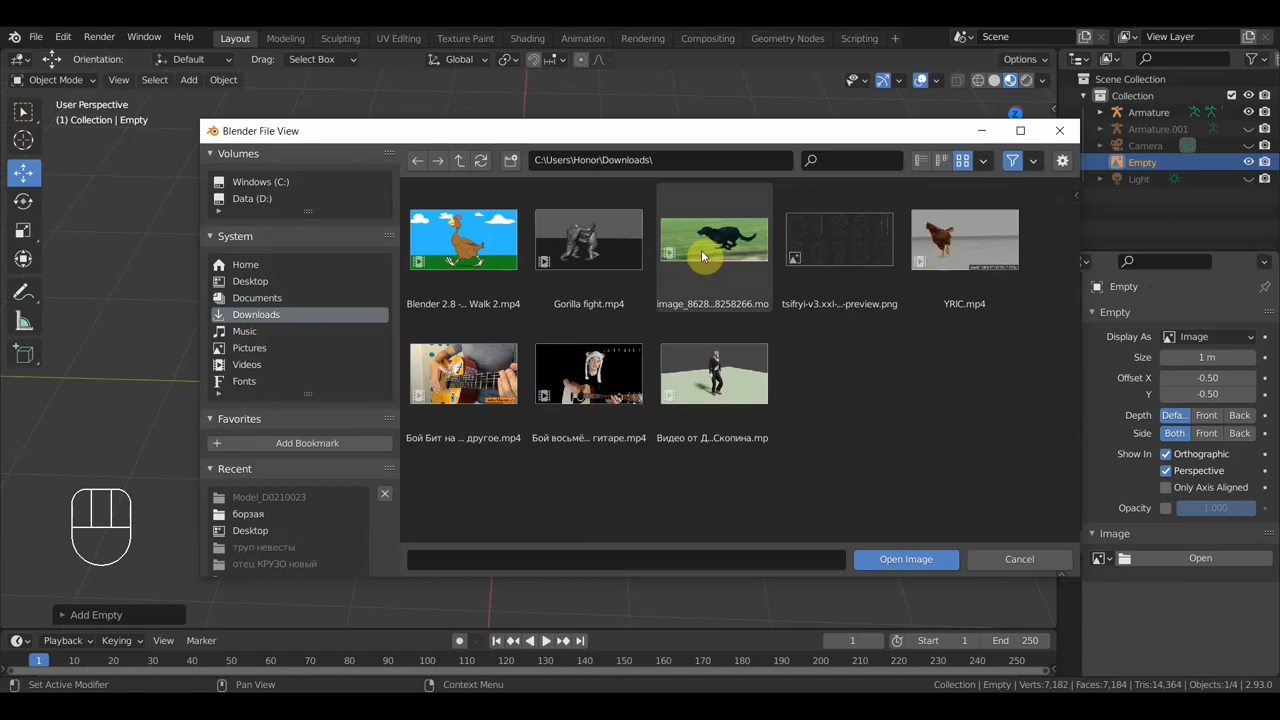 File Edit Render Window Help Layout Modeling Sculpting UV Editing Texture Paint Shading Animation Rendering Compositing Geometry Nodes Scripting + Scene View Layer
Orientation: Default Drag: Select Box Global Options
Object Mode View Select Add Object
User Perspective
(1) Collection | Empty
Scene Collection
Collection
Armature
Armature.001
Camera
Empty
Light
Blender File View
Volumes
Windows (C:)
Data (D:)
System
Home
Desktop
Documents
Downloads
Music
Pictures
Videos
Fonts
Favorites
Add Bookmark
Recent
Model_D0210023
борзая
Desktop
труп невесты
отец КРУЗО новый
C:\Users\Honor\Downloads\
Blender 2.8 -... Walk 2.mp4
Gorilla fight.mp4
image_8628...8258266.mo
tsifryi-v3.xxl-...-preview.png
YRIC.mp4
Бой Бит на ... другое.mp4
Бой восьмё... гитаре.mp4
Видео от Д...Скопина.mp
Open Image
Cancel
Empty
Empty
Display As Image
Size 1 m
Offset X -0.50
Y -0.50
Depth Defa... Front Back
Side Both Front Back
Show In Orthographic
Perspective
Only Axis Aligned
Opacity 1.000
Image
Open
Add Empty
Playback Keying View Marker 1 Start 1 End 250
1 10 20 30 40 50 60 70 80 90 100 110 120 130 140 150 160 170 180 190 200 210 220 230 240 250
Set Active Modifier Pan View Context Menu Collection | Empty | Verts:7,182 | Faces:7,184 | Tris:14,364 | Objects:1/4 | 2.93.0